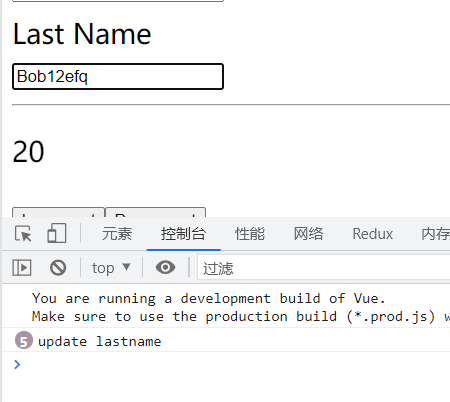 Last Name
Bob12efq
20
元素 控制台 性能 网络 Redux 内存
top ▼ 过滤
You are running a development build of Vue.
Make sure to use the production build (*.prod.js) w
5 update lastname
>